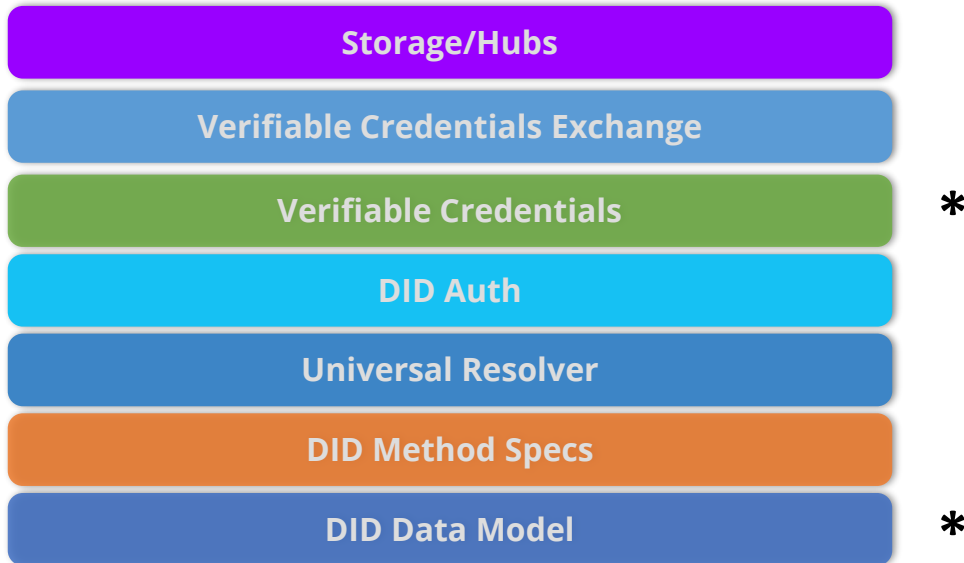 Storage/Hubs
Verifiable Credentials Exchange
Verifiable Credentials *
DID Auth
Universal Resolver
DID Method Specs
DID Data Model *